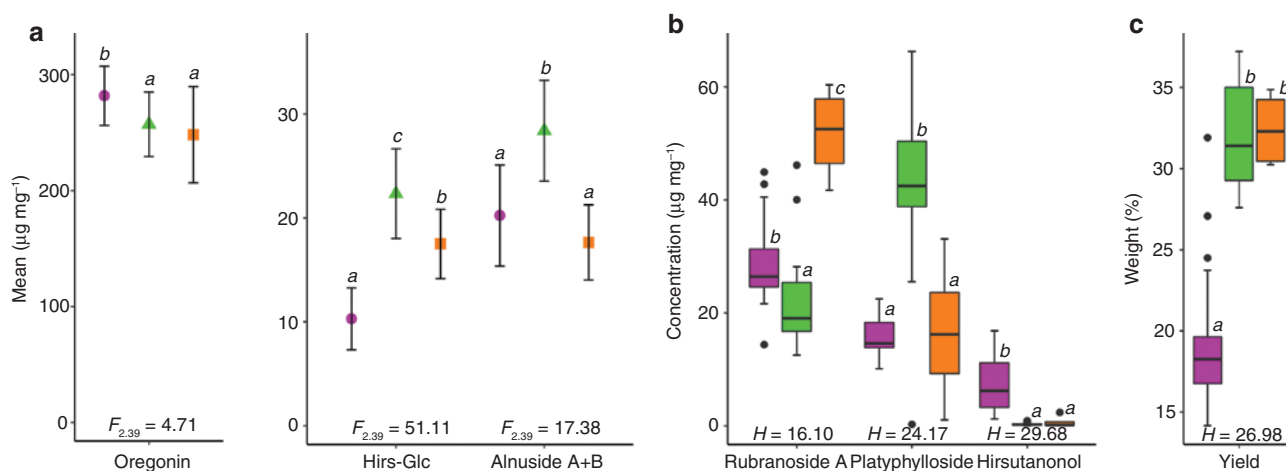 a
Mean (µg mg⁻¹)
300
200
100
0
b
a
a
F2.39 = 4.71
Oregonin
30
20
10
0
a
c
b
a
b
a
F2.39 = 51.11
F2.39 = 17.38
Hirs-Glc
Alnuside A+B
b
Concentration (µg mg⁻¹)
60
40
20
0
b
a
c
a
b
a
b
a
a
H = 16.10
H = 24.17
H = 29.68
Rubranoside A
Platyphylloside
Hirsutanonol
c
Weight (%)
35
30
25
20
15
a
b
b
H = 26.98
Yield